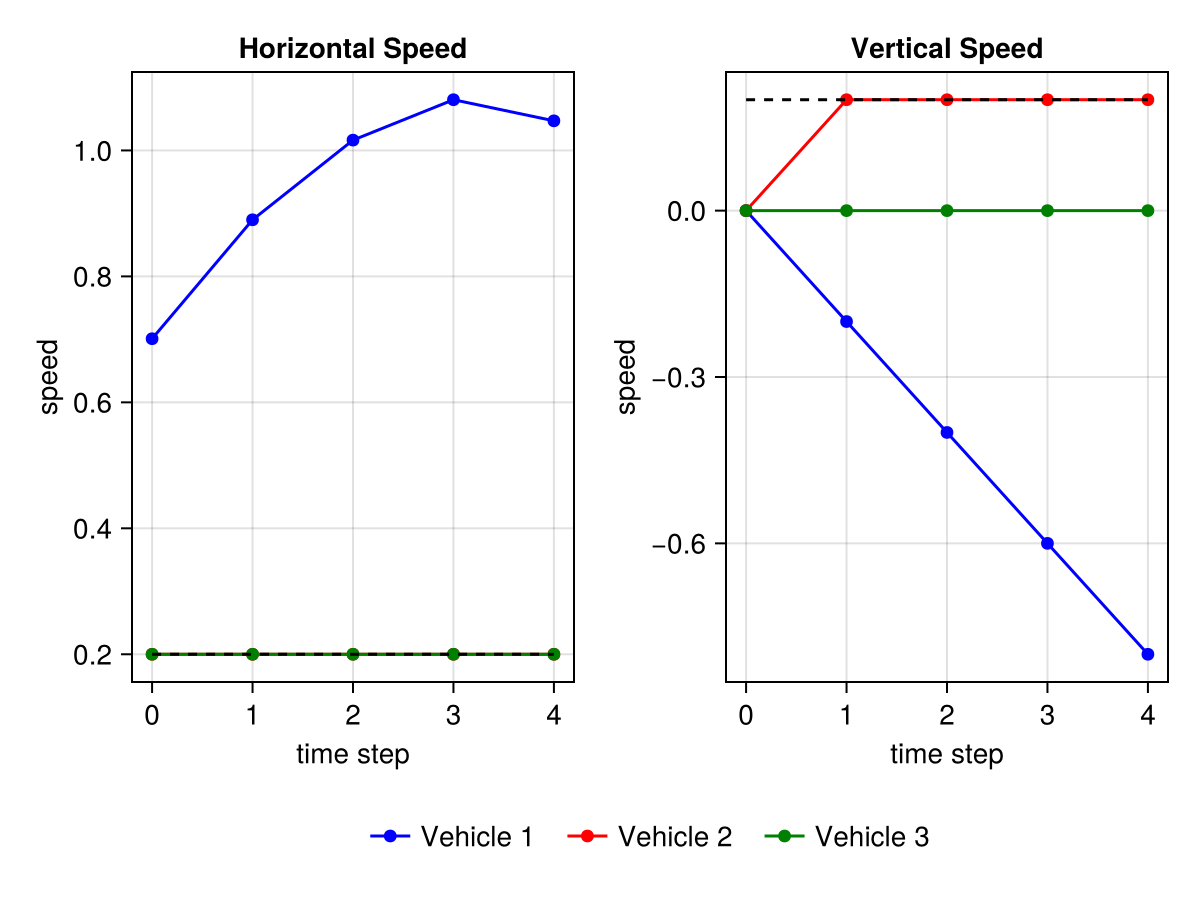 Horizontal Speed
1.0
0.8
0.6
0.4
0.2
speed
0 1 2 3 4
time step
Vertical Speed
0.0
−0.3
−0.6
speed
0 1 2 3 4
time step
Vehicle 1 Vehicle 2 Vehicle 3